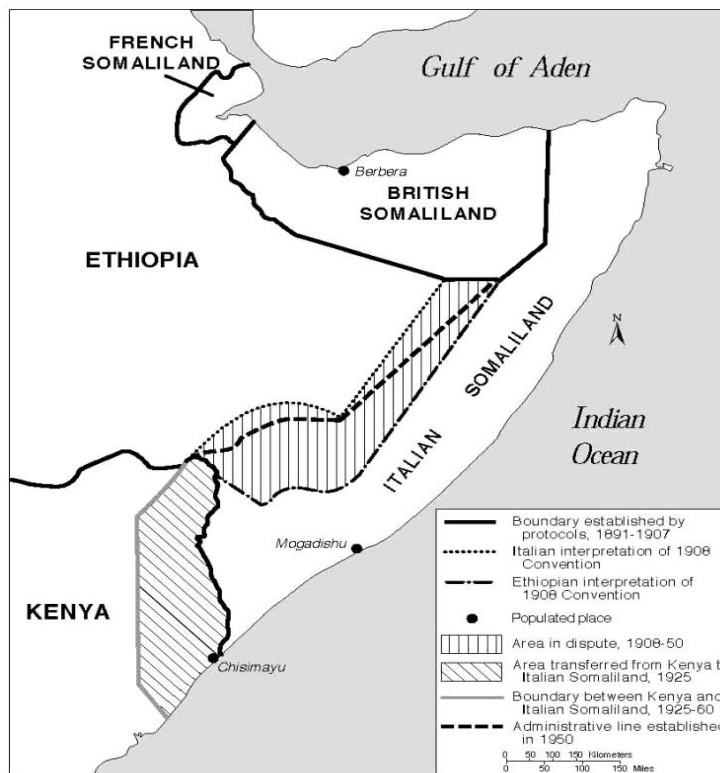 FRENCH
SOMALILAND
Gulf of Aden
Berbera
BRITISH
SOMALILAND
ETHIOPIA
ITALIAN SOMALILAND
N
Indian
Ocean
Mogadishu
KENYA
Chisimayu
Boundary established by
protocols, 1891-1907
Italian interpretation of 1908
Convention
Ethiopian interpretation of
1908 Convention
Populated place
Area in dispute, 1908-50
Area transferred from Kenya t
Italian Somaliland, 1925
Boundary between Kenya and
Italian Somaliland, 1925-60
Administrative line established
in 1950
0 50 100 150 Kilometers
0 50 100 150 Miles